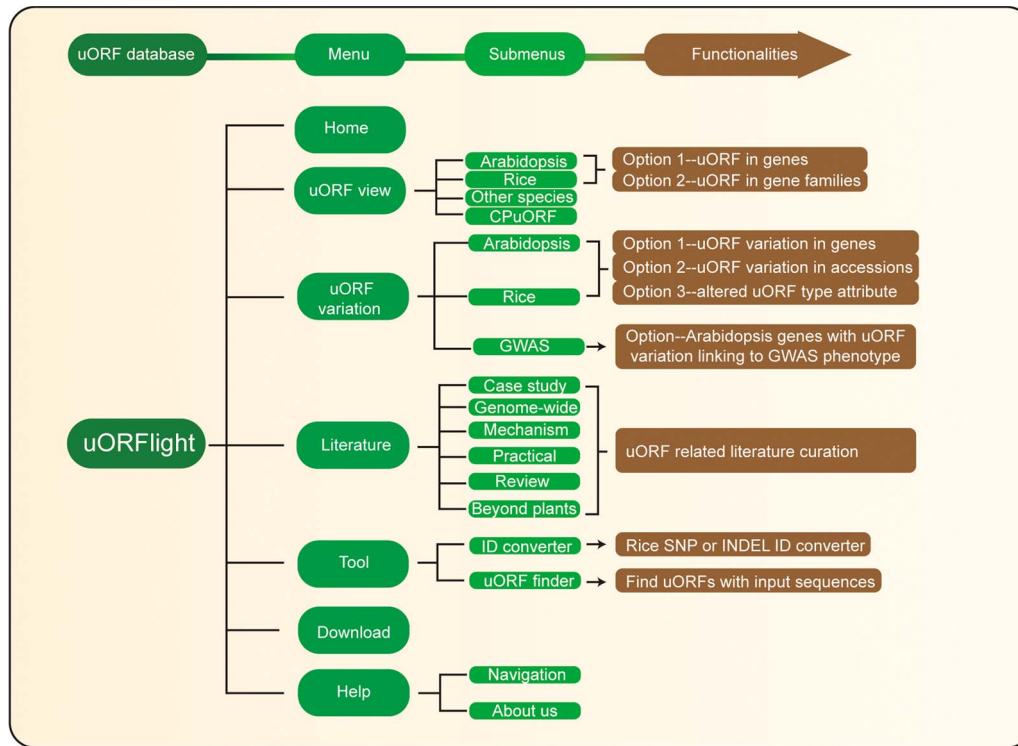 uORF database
Menu
Submenus
Functionalities
uORFlight
Home
uORF view
Arabidopsis
Rice
Other species
CPuORF
Option 1--uORF in genes
Option 2--uORF in gene families
uORF
variation
Arabidopsis
Rice
GWAS
Option 1--uORF variation in genes
Option 2--uORF variation in accessions
Option 3--altered uORF type attribute
Option--Arabidopsis genes with uORF
variation linking to GWAS phenotype
Literature
Case study
Genome-wide
Mechanism
Practical
Review
Beyond plants
uORF related literature curation
Tool
ID converter
uORF finder
Rice SNP or INDEL ID converter
Find uORFs with input sequences
Download
Help
Navigation
About us